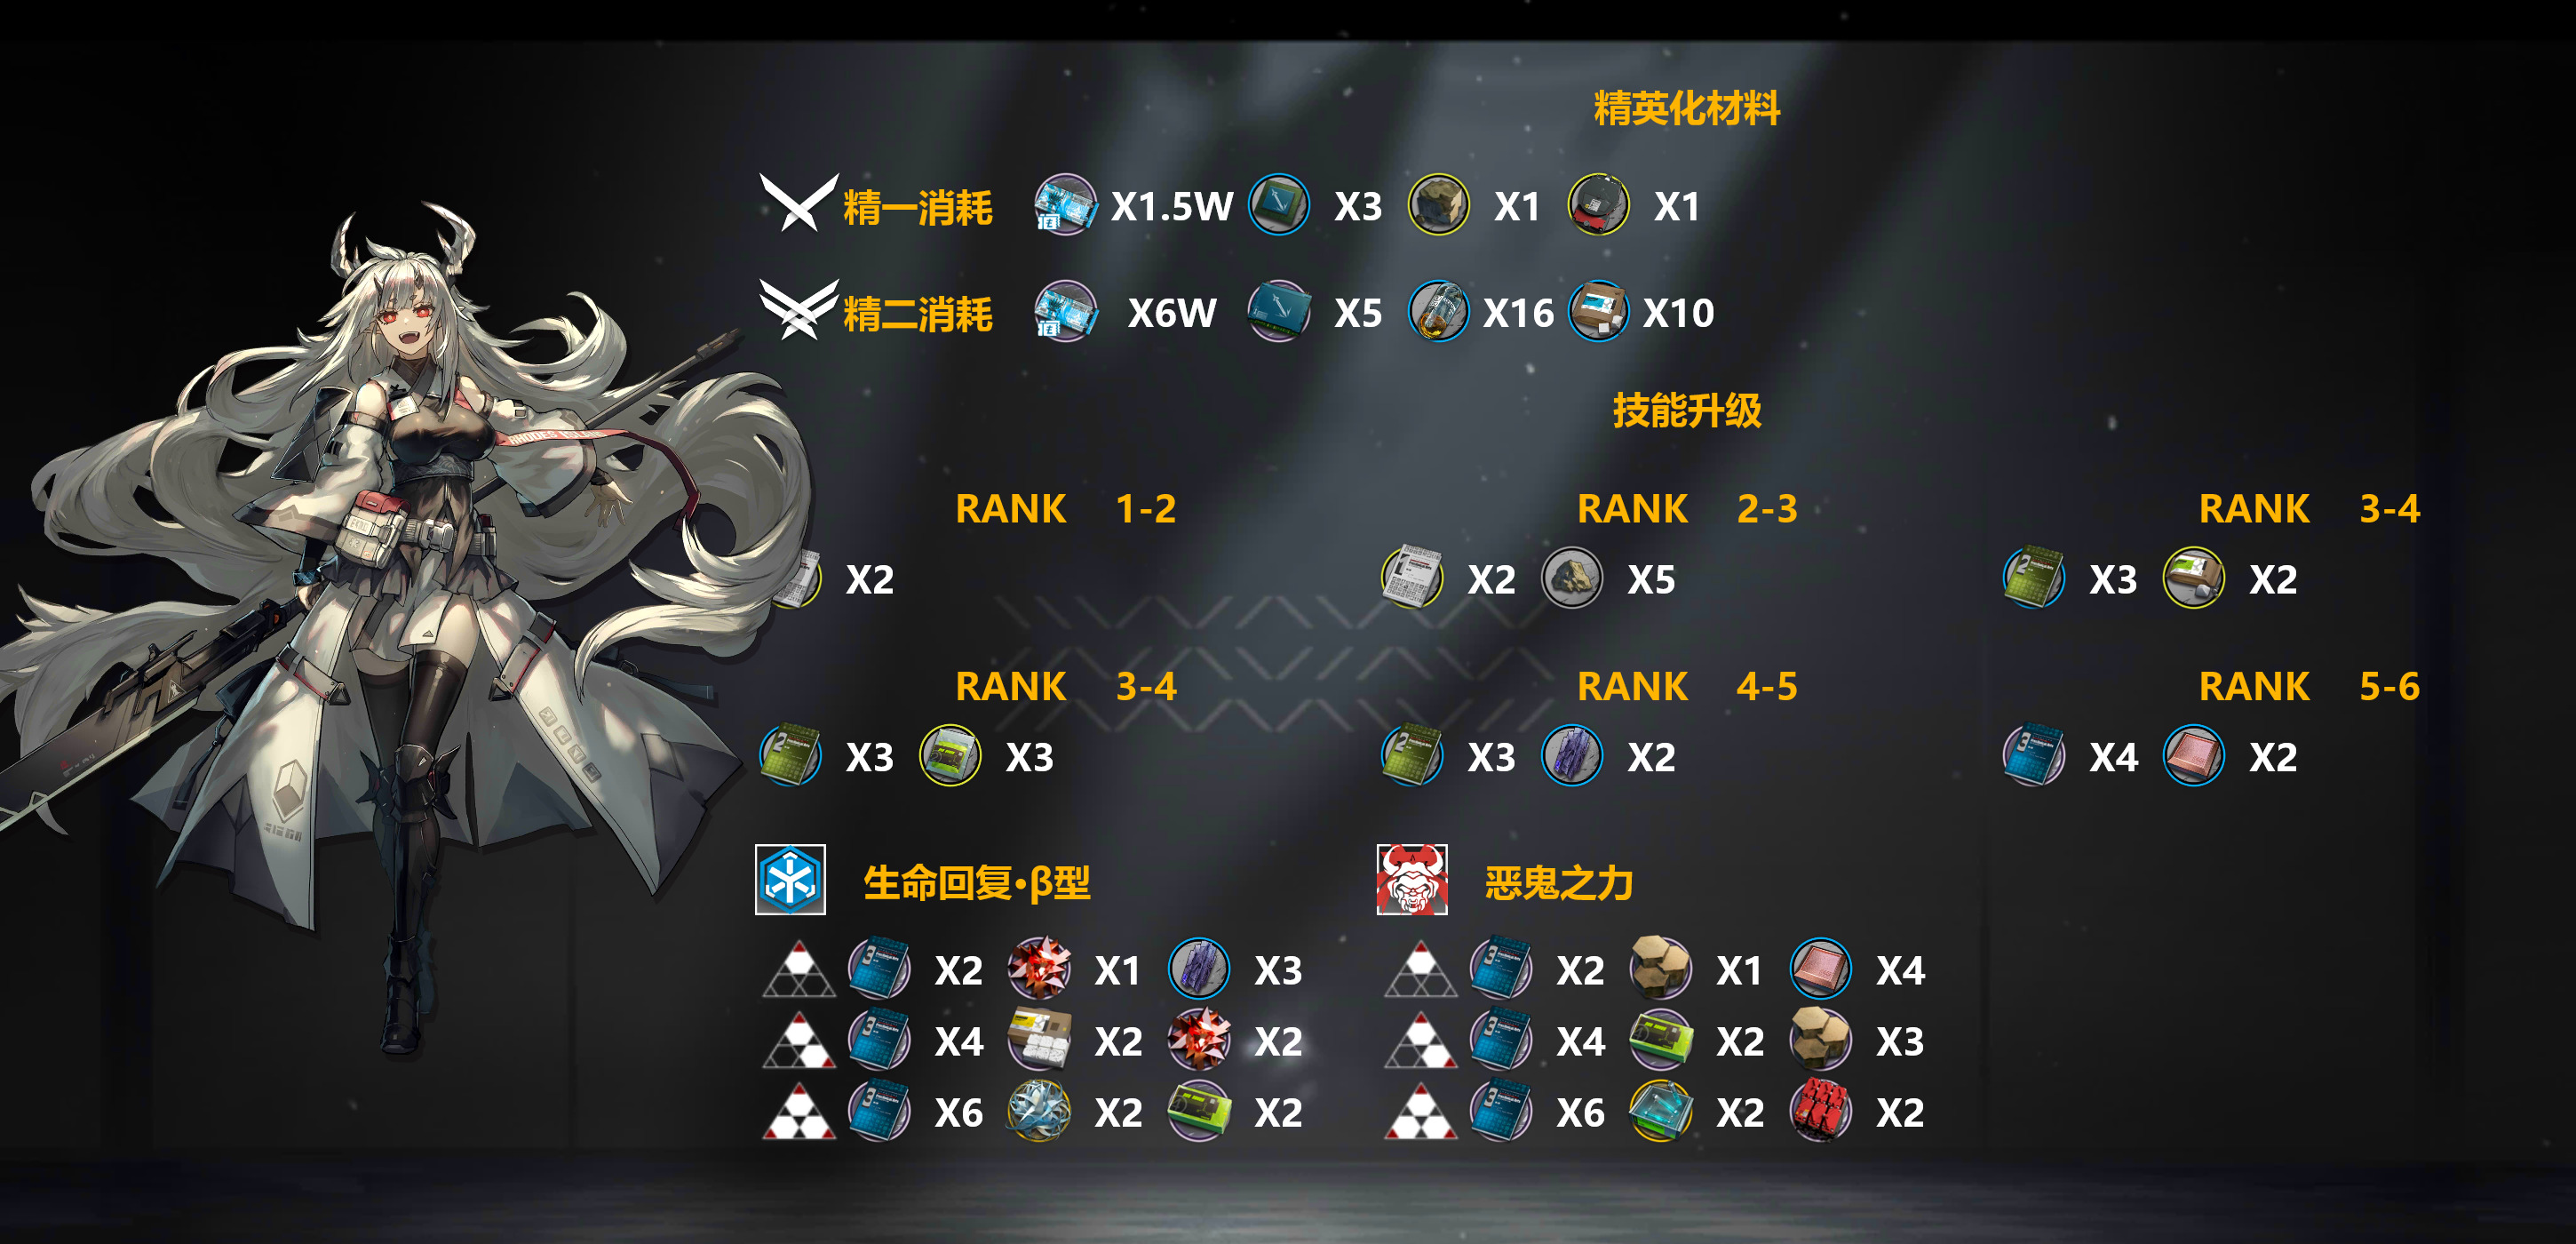 精英化材料
精一消耗 X1.5W X3 X1 X1
精二消耗 X6W X5 X16 X10
技能升级
RANK 1-2 RANK 2-3 RANK 3-4
X2 X2 X5 X3 X2
RANK 3-4 RANK 4-5 RANK 5-6
X3 X3 X3 X2 X4 X2
生命回复·β型 恶鬼之力
X2 X1 X3 X2 X1 X4
X4 X2 X2 X4 X2 X3
X6 X2 X2 X6 X2 X2
RHODES ISLAND